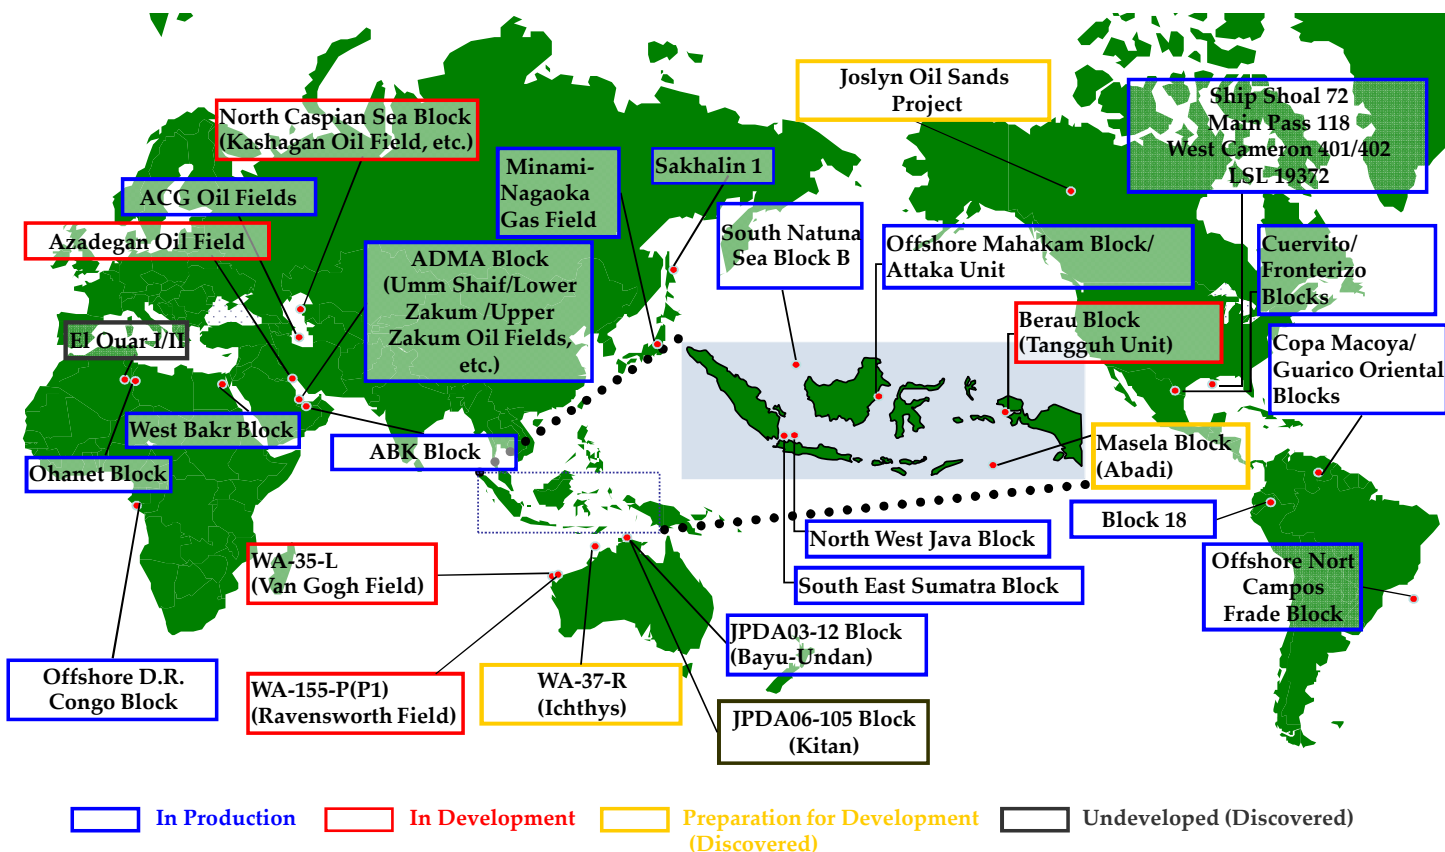 Joslyn Oil Sands
Project
Ship Shoal 72
Main Pass 118
West Cameron 401/402
LSL 19372
North Caspian Sea Block
(Kashagan Oil Field, etc.)
Minami-
Nagaoka
Gas Field
Sakhalin 1
ACG Oil Fields
Azadegan Oil Field
ADMA Block
(Umm Shaif/Lower
Zakum /Upper
Zakum Oil Fields,
etc.)
South Natuna
Sea Block B
Offshore Mahakam Block/
Attaka Unit
Cuervito/
Fronterizo
Blocks
El Ouar I/II
Berau Block
(Tangguh Unit)
Copa Macoya/
Guarico Oriental
Blocks
West Bakr Block
ABK Block
Masela Block
(Abadi)
Ohanet Block
Block 18
North West Java Block
WA-35-L
(Van Gogh Field)
South East Sumatra Block
Offshore Nort
Campos
Frade Block
JPDA03-12 Block
(Bayu-Undan)
Offshore D.R.
Congo Block
WA-155-P(P1)
(Ravensworth Field)
WA-37-R
(Ichthys)
JPDA06-105 Block
(Kitan)
In Production
In Development
Preparation for Development
(Discovered)
Undeveloped (Discovered)